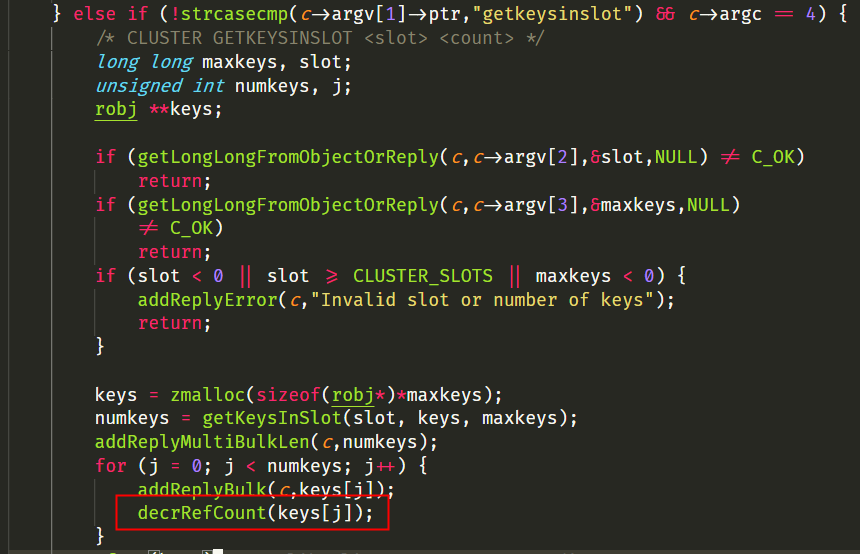 } else if (!strcasecmp(c->argv[1]->ptr,"getkeysinslot") && c->argc == 4) {
/* CLUSTER GETKEYSINSLOT <slot> <count> */
long long maxkeys, slot;
unsigned int numkeys, j;
robj **keys;
if (getLongLongFromObjectOrReply(c,c->argv[2],&slot,NULL) != C_OK)
return;
if (getLongLongFromObjectOrReply(c,c->argv[3],&maxkeys,NULL)
!= C_OK)
return;
if (slot < 0 || slot >= CLUSTER_SLOTS || maxkeys < 0) {
addReplyError(c,"Invalid slot or number of keys");
return;
}
keys = zmalloc(sizeof(robj*)*maxkeys);
numkeys = getKeysInSlot(slot, keys, maxkeys);
addReplyMultiBulkLen(c,numkeys);
for (j = 0; j < numkeys; j++) {
addReplyBulk(c,keys[j]);
decrRefCount(keys[j]);
}